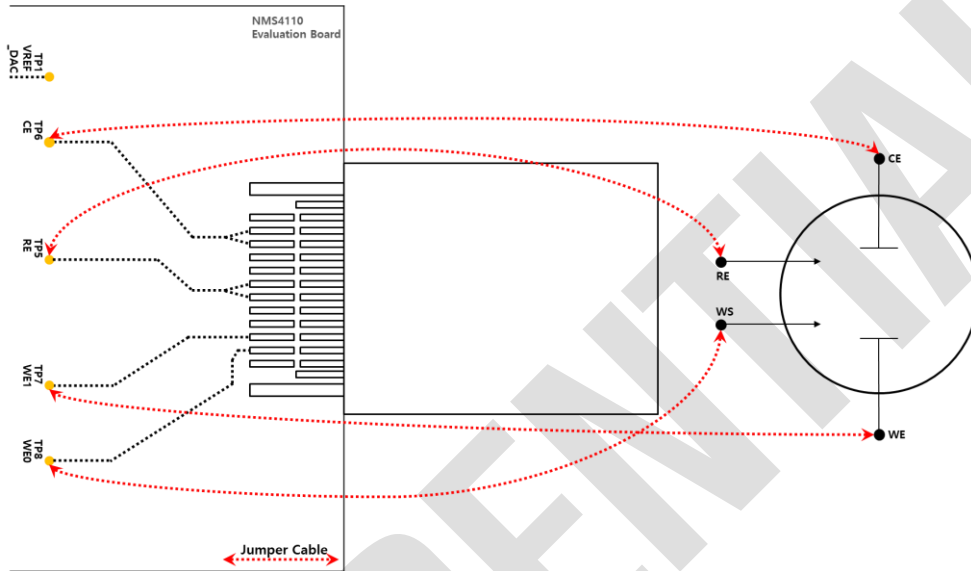 NMS4110
Evaluation Board
TP1
VREF
_DAC
TP6
CE
TP5
RE
TP7
WE1
TP8
WE0
CE
RE
WS
WE
Jumper Cable